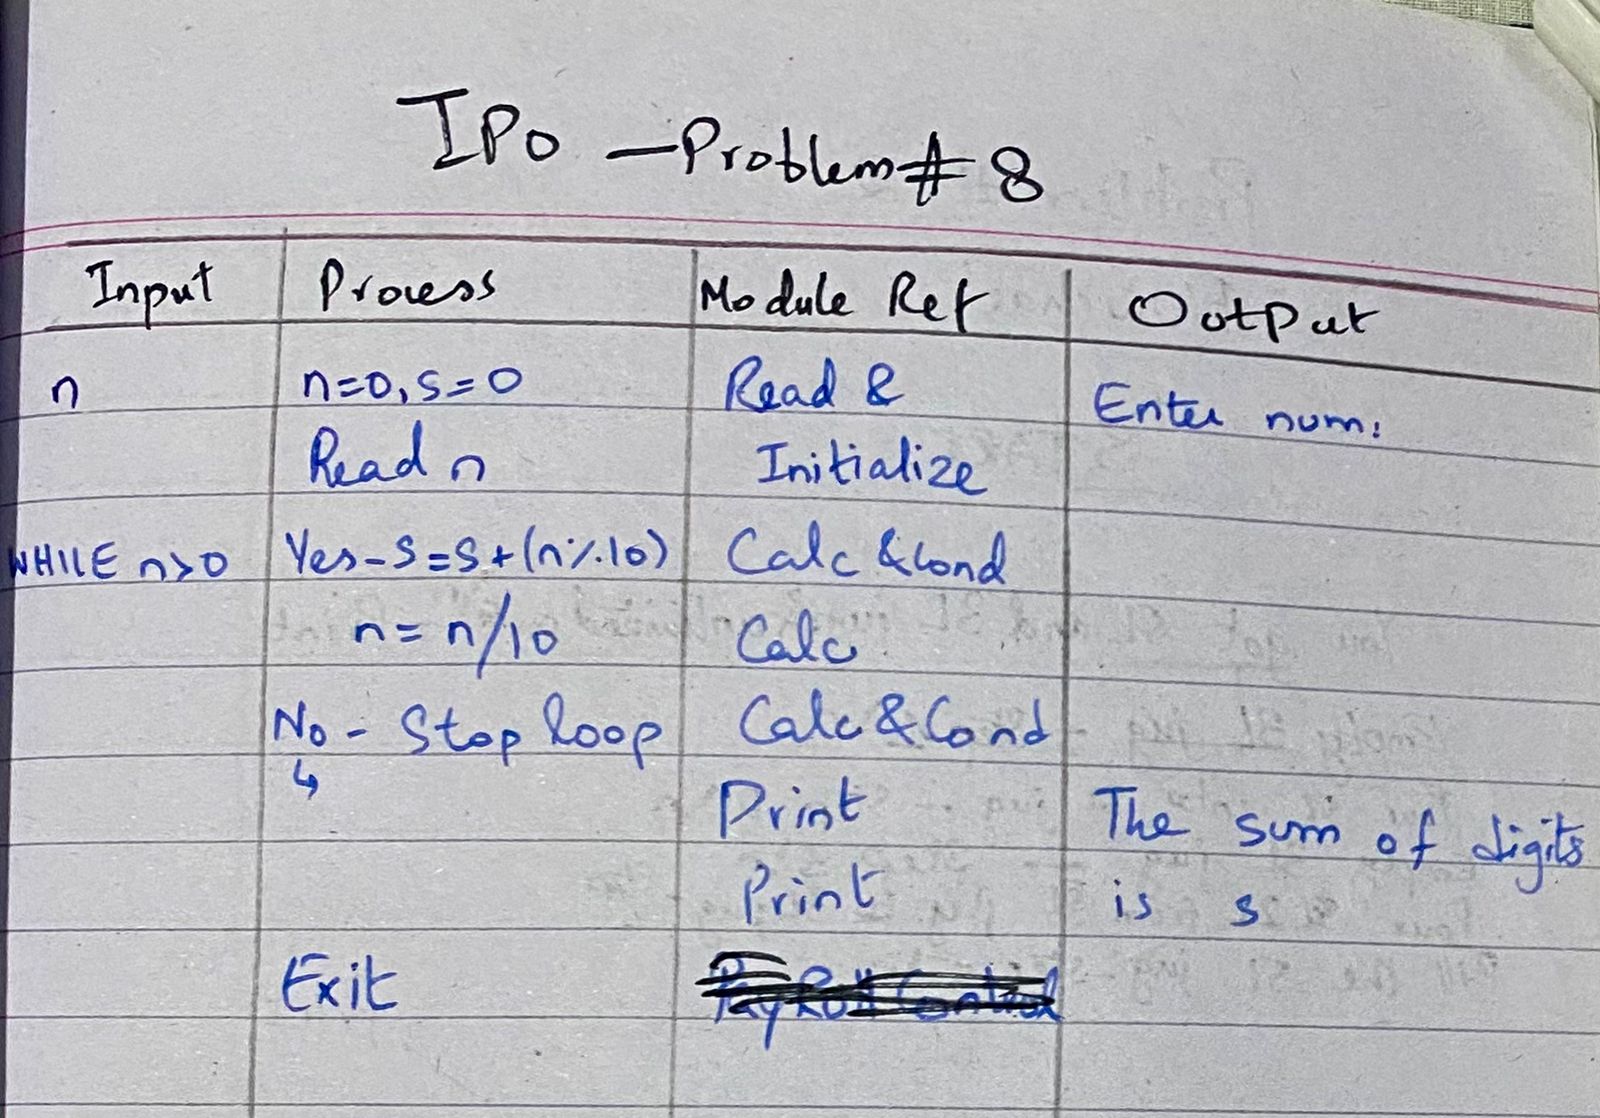 IPO - Problem # 8
Input Process Module Ref Output
n n=0, s=0 Read & Enter num:
Read n Initialize
WHILE n>0 Yes-S=S+(n%10) Calc & Cond
n = n/10 Calc
No - Stop loop Calc & Cond
↳ Print The sum of digits
Print is s
Exit